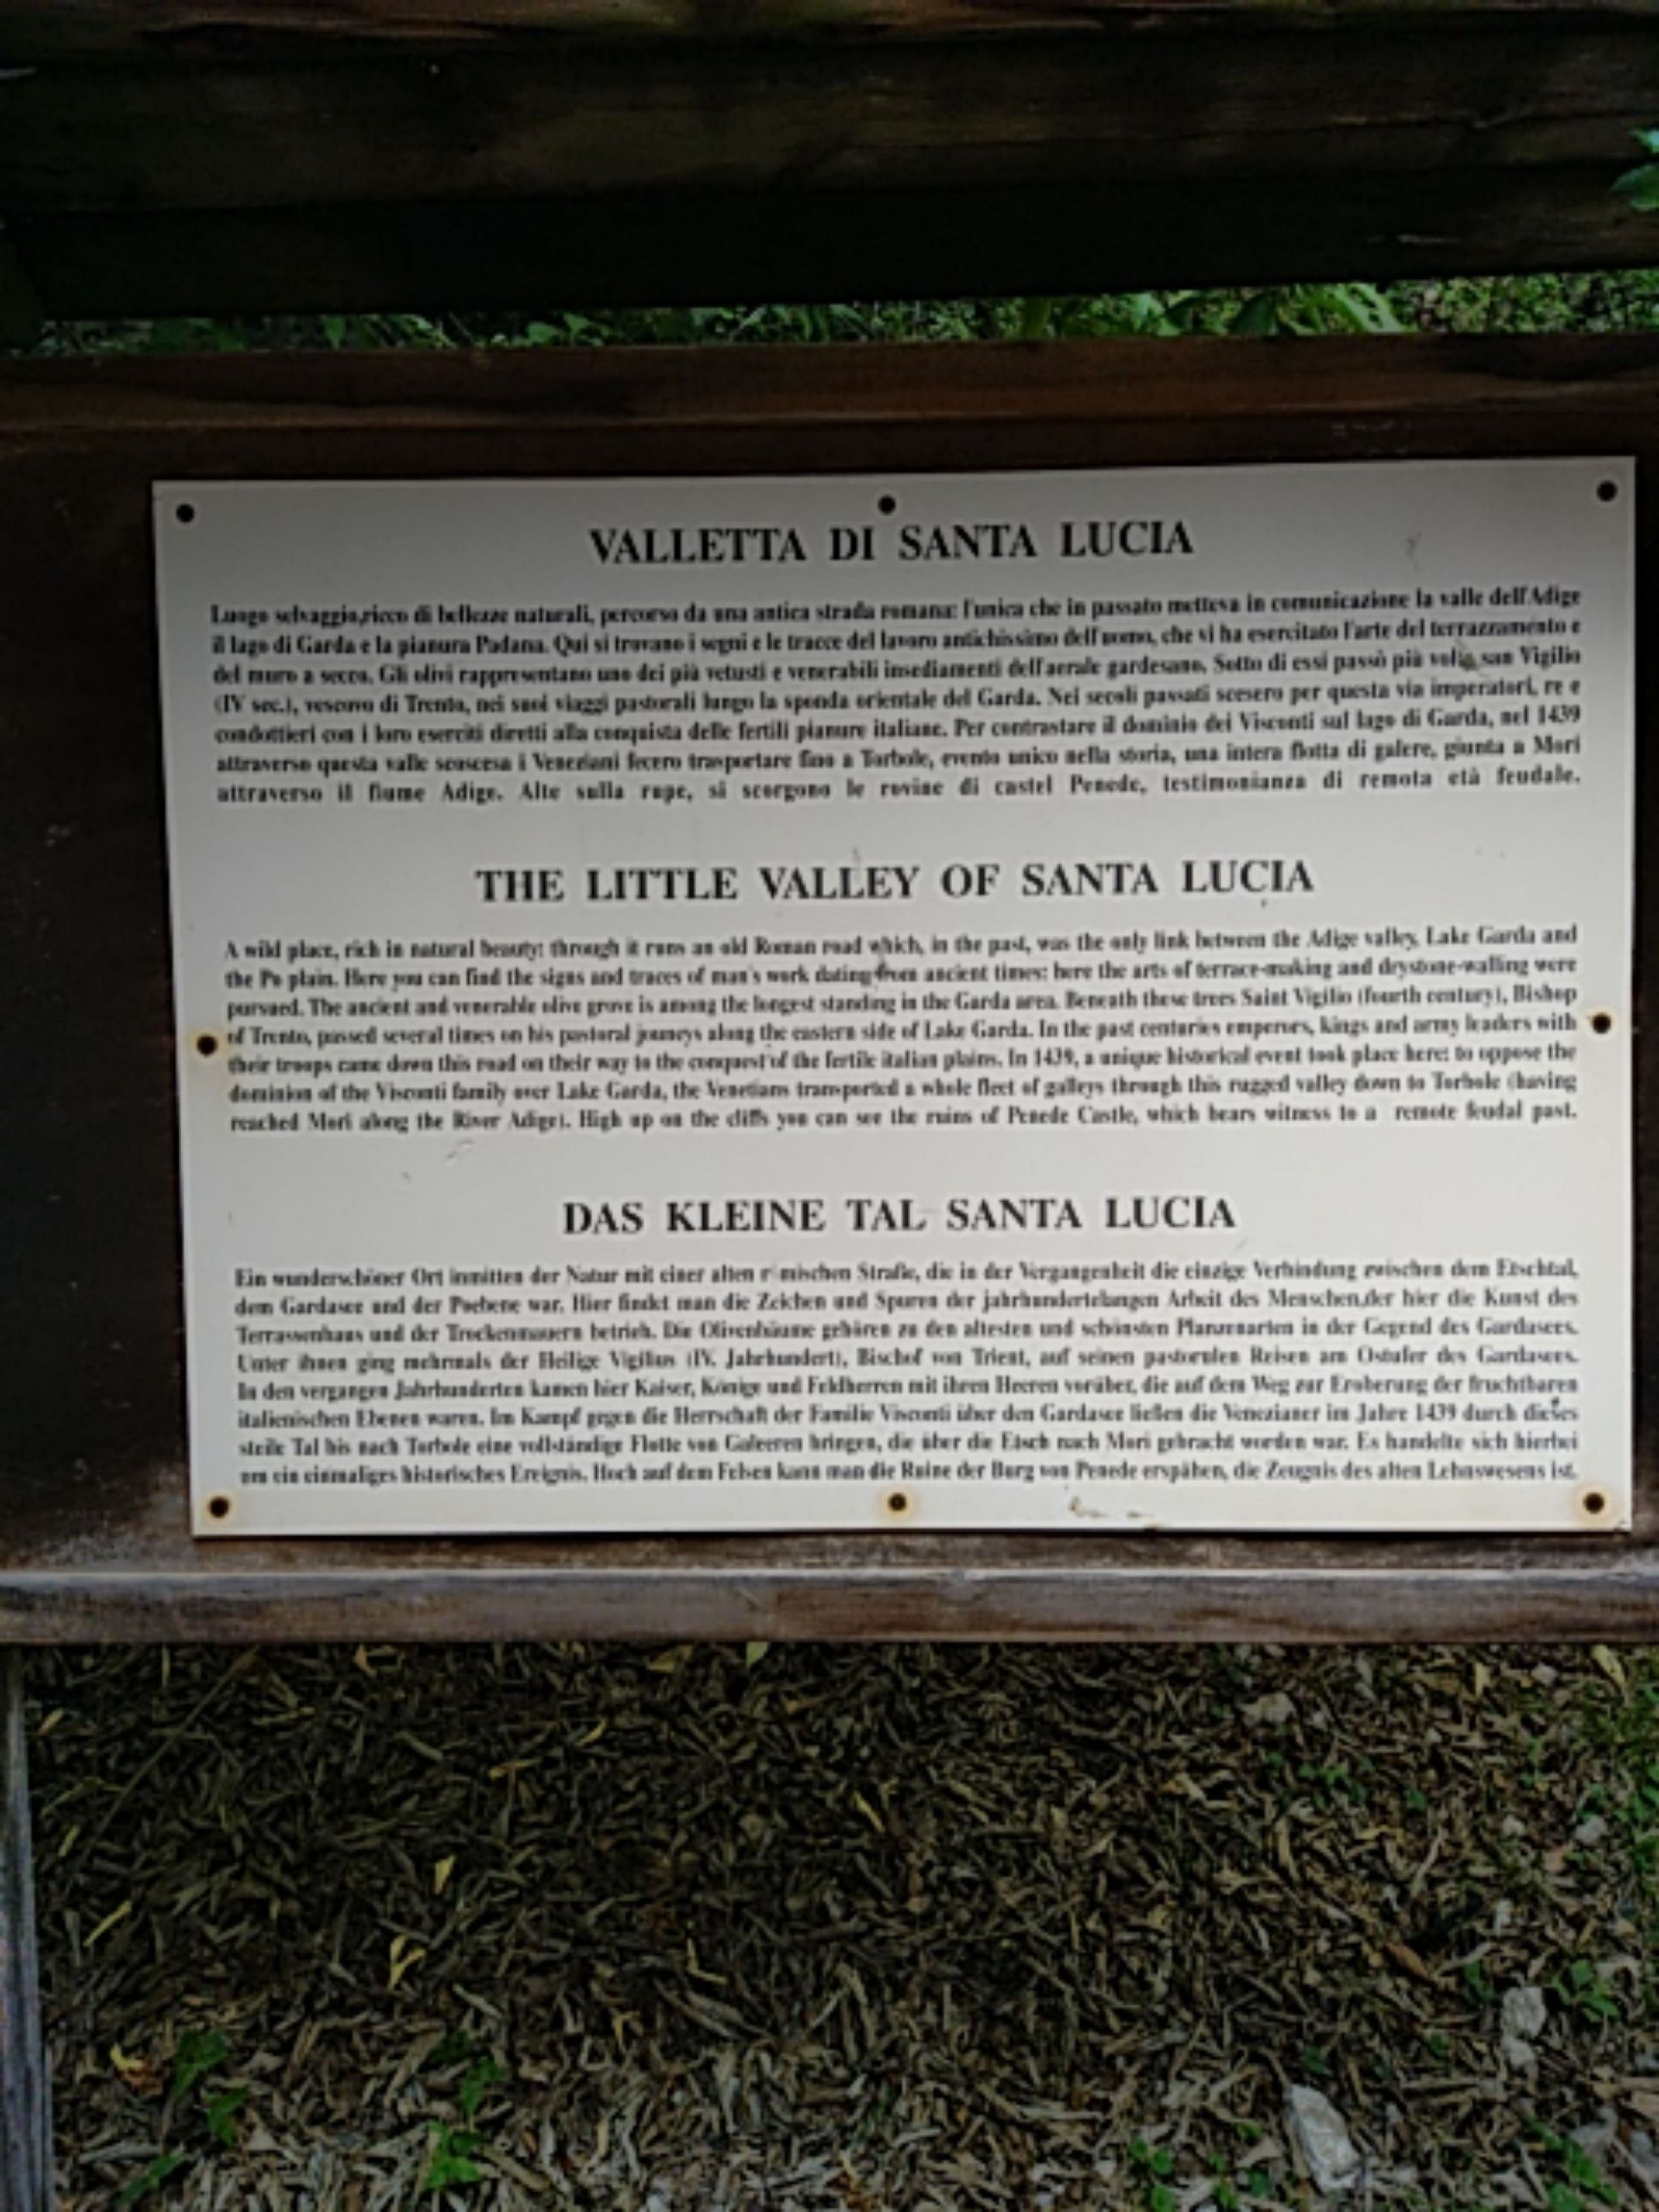 VALLETTA DI SANTA LUCIA
Luogo selvaggio,ricco di bellezze naturali, percorso da una antica strada romana: l'unica che in passato metteva in comunicazione la valle dell'Adige
il lago di Garda e la pianura Padana. Qui si trovano i segni e le tracce del lavoro antichissimo dell'uomo, che vi ha esercitato l'arte del terrazzamento e
del muro a secco. Gli olivi rappresentano uno dei più vetusti e venerabili insediamenti dell'aerale gardesano. Sotto di essi passò più volte san Vigilio
(IV sec.), vescovo di Trento, nei suoi viaggi pastorali lungo la sponda orientale del Garda. Nei secoli passati scesero per questa via imperatori, re e
condottieri con i loro eserciti diretti alla conquista delle fertili pianure italiane. Per contrastare il dominio dei Visconti sul lago di Garda, nel 1439
attraverso questa valle scoscesa i Veneziani fecero trasportare fino a Torbole, evento unico nella storia, una intera flotta di galere, giunta a Mori
attraverso il fiume Adige. Alte sulla rupe, si scorgono le rovine di castel Penede, testimonianza di remota età feudale.
THE LITTLE VALLEY OF SANTA LUCIA
A wild place, rich in natural beauty: through it runs an old Roman road which, in the past, was the only link between the Adige valley, Lake Garda and
the Po plain. Here you can find the signs and traces of man's work dating from ancient times: here the arts of terrace-making and drystone-walling were
pursued. The ancient and venerable olive grove is among the longest standing in the Garda area. Beneath these trees Saint Vigilio (fourth century), Bishop
of Trento, passed several times on his pastoral journeys along the eastern side of Lake Garda. In the past centuries emperors, kings and army leaders with
their troops came down this road on their way to the conquest of the fertile italian plains. In 1439, a unique historical event took place here: to oppose the
dominion of the Visconti family over Lake Garda, the Venetians transported a whole fleet of galleys through this rugged valley down to Torbole (having
reached Mori along the River Adige). High up on the cliffs you can see the ruins of Penede Castle, which bears witness to a remote feudal past.
DAS KLEINE TAL SANTA LUCIA
Ein wunderschöner Ort inmitten der Natur mit einer alten r mischen Straße, die in der Vergangenheit die einzige Verbindung zwischen dem Etschtal,
dem Gardasee und der Poebene war. Hier findet man die Zeichen und Spuren der jahrhundertelangen Arbeit des Menschen,der hier die Kunst des
Terrassenbaus und der Trockenmauern betrieb. Die Olivenbäume gehören zu den altesten und schönsten Planzenarten in der Gegend des Gardasees.
Unter ihnen ging mehrmals der Heilige Vigilius (IV. Jahrhundert), Bischof von Trient, auf seinen pastorulen Reisen am Ostufer des Gardasees.
In den vergangen Jahrhunderten kamen hier Kaiser, Könige und Feldherren mit ihren Heeren vorüber, die auf dem Weg zur Eroberung der fruchtbaren
italienischen Ebenen waren. Im Kampf gegen die Herrschaft der Familie Visconti über den Gardasee ließen die Venezianer im Jahre 1439 durch dieses
steile Tal bis nach Torbole eine vollständige Flotte von Galeeren bringen, die über die Etsch nach Mori gebracht worden war. Es handelte sich hierbei
um ein einmaliges historisches Ereignis. Hoch auf dem Felsen kann man die Ruine der Burg von Penede erspähen, die Zeugnis des alten Lehnswesens ist.